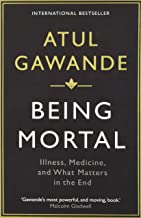 INTERNATIONAL BESTSELLER
ATUL
GAWANDE
BEING
MORTAL
Illness, Medicine,
and What Matters
in the End
'Gawande's most powerful, and moving, book.'
Malcolm Gladwell